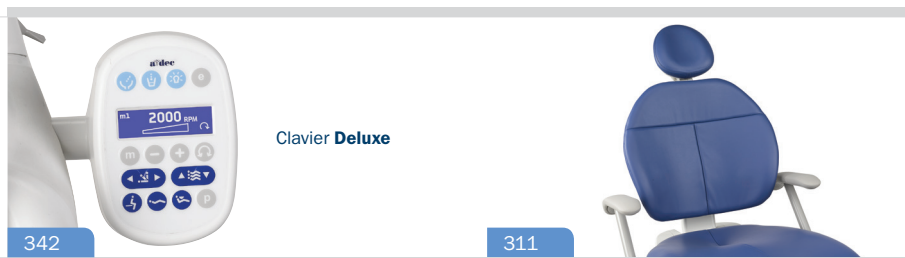 a dec
e
m1 2000 RPM
m - +
p
Clavier Deluxe
342
311